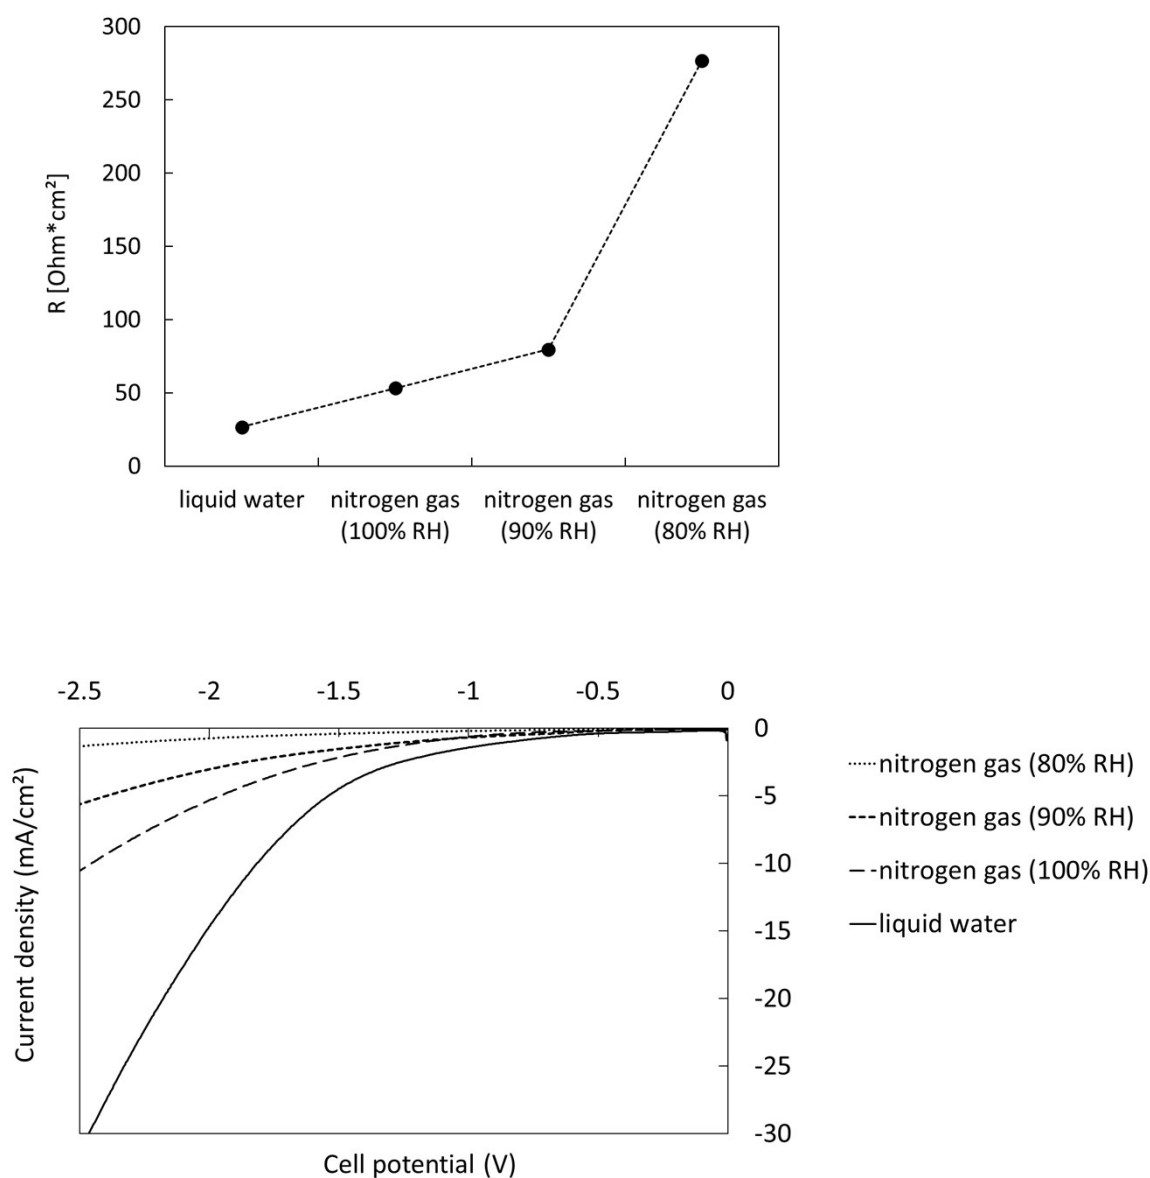 300
250
200
150
100
50
0
R [Ohm*cm²]
liquid water
nitrogen gas
(100% RH)
nitrogen gas
(90% RH)
nitrogen gas
(80% RH)
-2.5 -2 -1.5 -1 -0.5 0
0
-5
-10
-15
-20
-25
-30
Current density (mA/cm²)
Cell potential (V)
nitrogen gas (80% RH)
nitrogen gas (90% RH)
nitrogen gas (100% RH)
liquid water